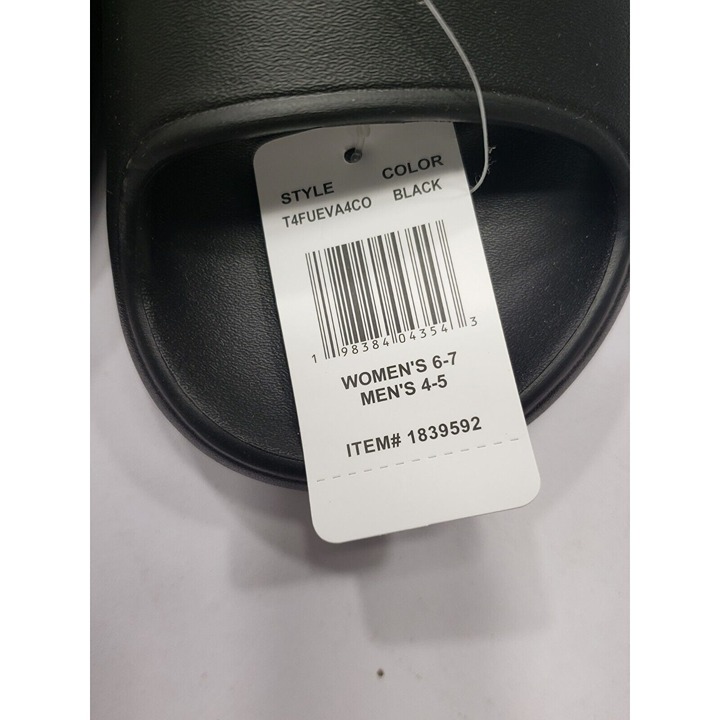 STYLE COLOR
T4FUEVA4CO BLACK
1 98384 04354 3
WOMEN'S 6-7
MEN'S 4-5
ITEM# 1839592